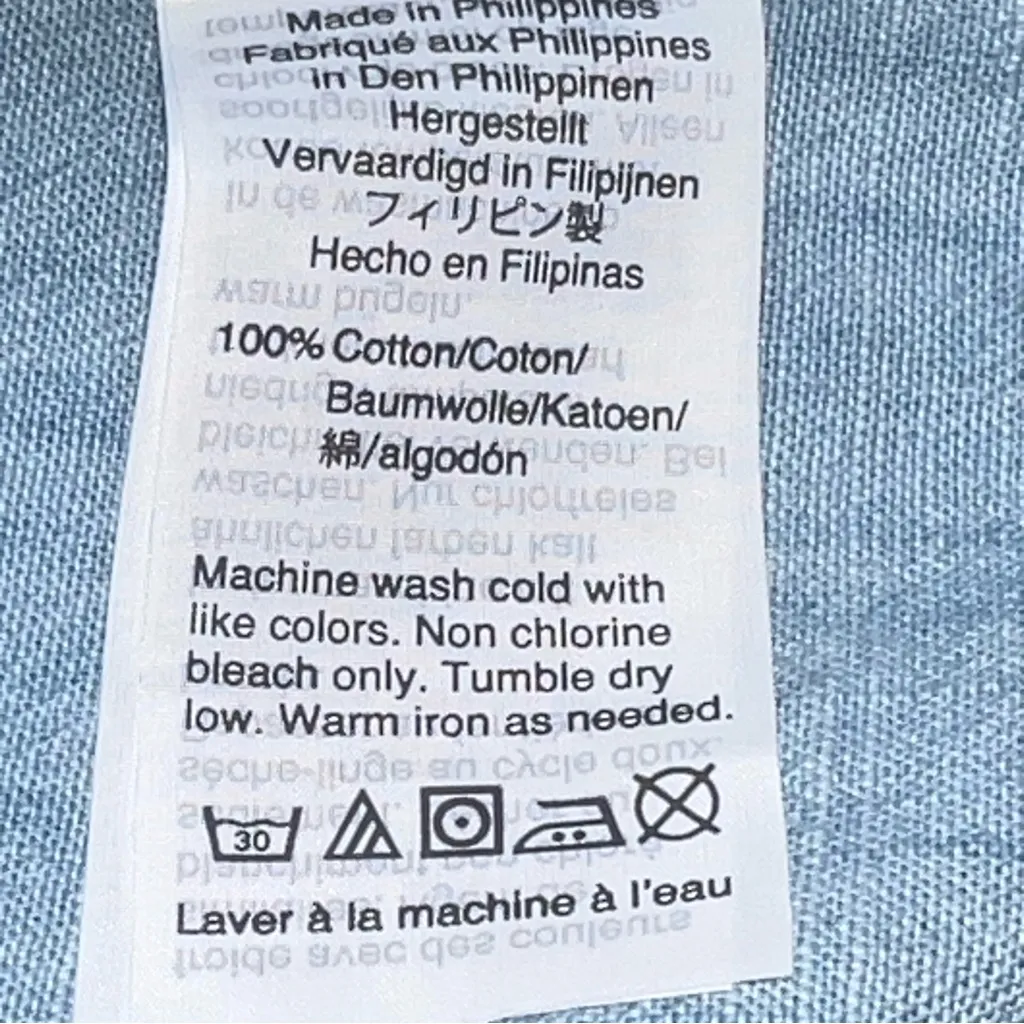 Made in Philippines
Fabriqué aux Philippines
in Den Philippinen
Hergestellt
Vervaardigd in Filipijnen
フィリピン製
Hecho en Filipinas
100% Cotton/Coton/
Baumwolle/Katoen/
綿/algodón
Machine wash cold with
like colors. Non chlorine
bleach only. Tumble dry
low. Warm iron as needed.
30
Laver à la machine à l'eau